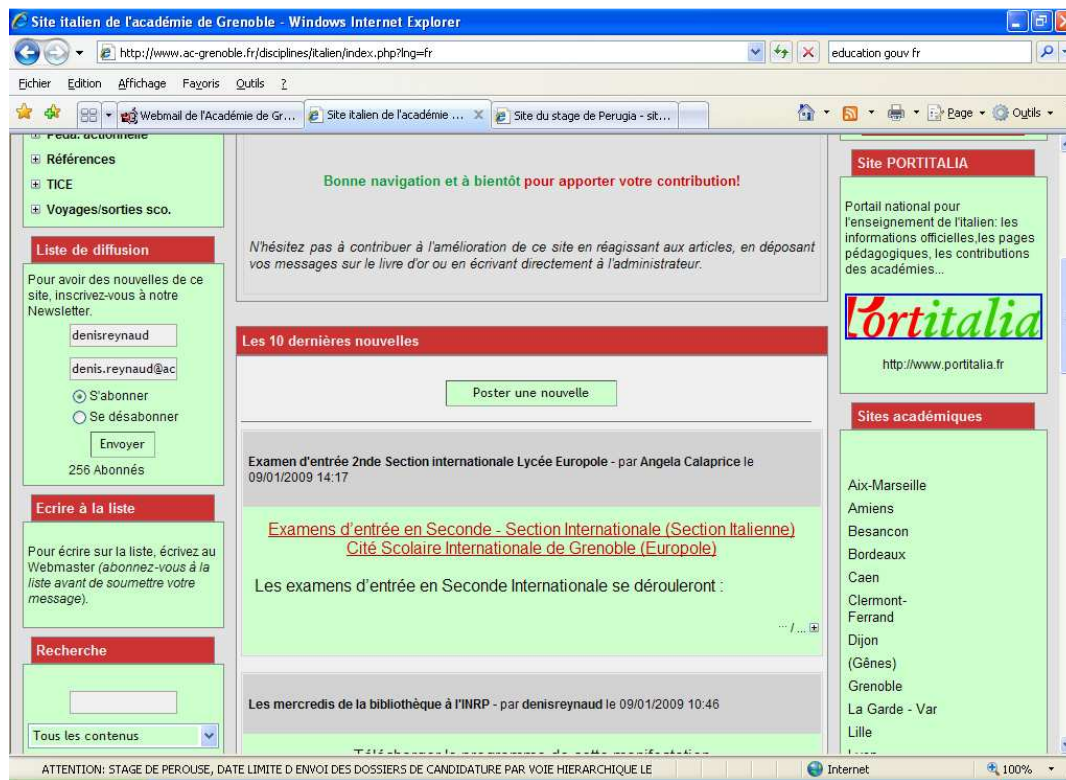 Site italien de l'académie de Grenoble - Windows Internet Explorer
http://www.ac-grenoble.fr/disciplines/italien/index.php?lng=fr
education gouv fr
Fichier Edition Affichage Favoris Outils ?
Webmail de l'Académie de Gr...
Site italien de l'académie ...
Site du stage de Perugia - sit...
Page
Outils
Péda. actionnelle
Références
TICE
Voyages/sorties sco.
Liste de diffusion
Pour avoir des nouvelles de ce
site, inscrivez-vous à notre
Newsletter.
denisreynaud
denis.reynaud@ac
S'abonner
Se désabonner
Envoyer
256 Abonnés
Ecrire à la liste
Pour écrire sur la liste, écrivez au
Webmaster (abonnez-vous à la
liste avant de soumettre votre
message).
Recherche
Tous les contenus
Bonne navigation et à bientôt pour apporter votre contribution!
N'hésitez pas à contribuer à l'amélioration de ce site en réagissant aux articles, en déposant
vos messages sur le livre d'or ou en écrivant directement à l'administrateur.
Les 10 dernières nouvelles
Poster une nouvelle
Examen d'entrée 2nde Section internationale Lycée Europole - par Angela Calaprice le
09/01/2009 14:17
Examens d'entrée en Seconde - Section Internationale (Section Italienne)
Cité Scolaire Internationale de Grenoble (Europole)
Les examens d'entrée en Seconde Internationale se dérouleront :
... / ...
Les mercredis de la bibliothèque à l'INRP - par denisreynaud le 09/01/2009 10:46
Télécharger le programme de cette manifestation
Site PORTITALIA
Portail national pour
l'enseignement de l'italien: les
informations officielles,les pages
pédagogiques, les contributions
des académies...
Portitalia
http://www.portitalia.fr
Sites académiques
Aix-Marseille
Amiens
Besancon
Bordeaux
Caen
Clermont-
Ferrand
Dijon
(Gênes)
Grenoble
La Garde - Var
Lille
Lyon
ATTENTION: STAGE DE PEROUSE, DATE LIMITE D ENVOI DES DOSSIERS DE CANDIDATURE PAR VOIE HIERARCHIQUE LE
Internet
100%